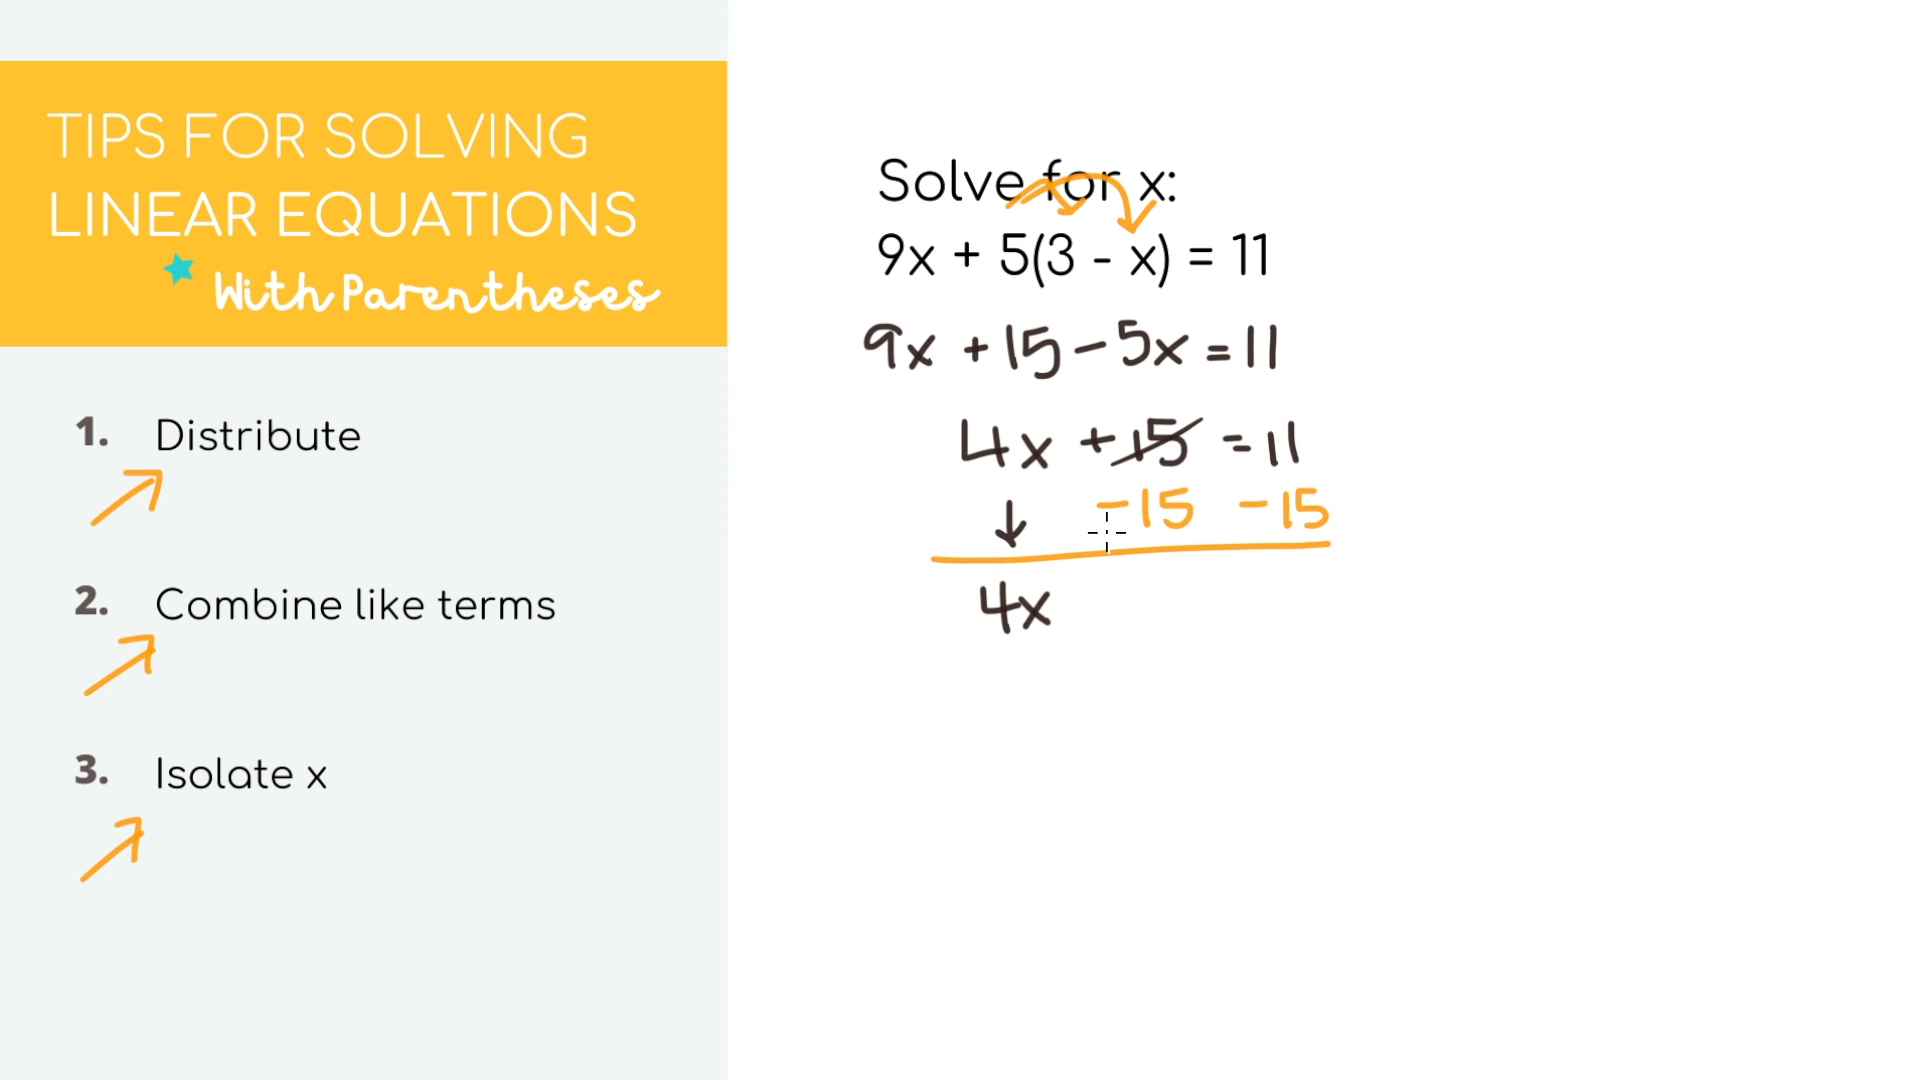 TIPS FOR SOLVING
LINEAR EQUATIONS
With Parentheses
1. Distribute
2. Combine like terms
3. Isolate x
Solve for x:
9x + 5(3 - x) = 11
9x + 15 - 5x = 11
4x + 15 = 11
-15 -15
4x